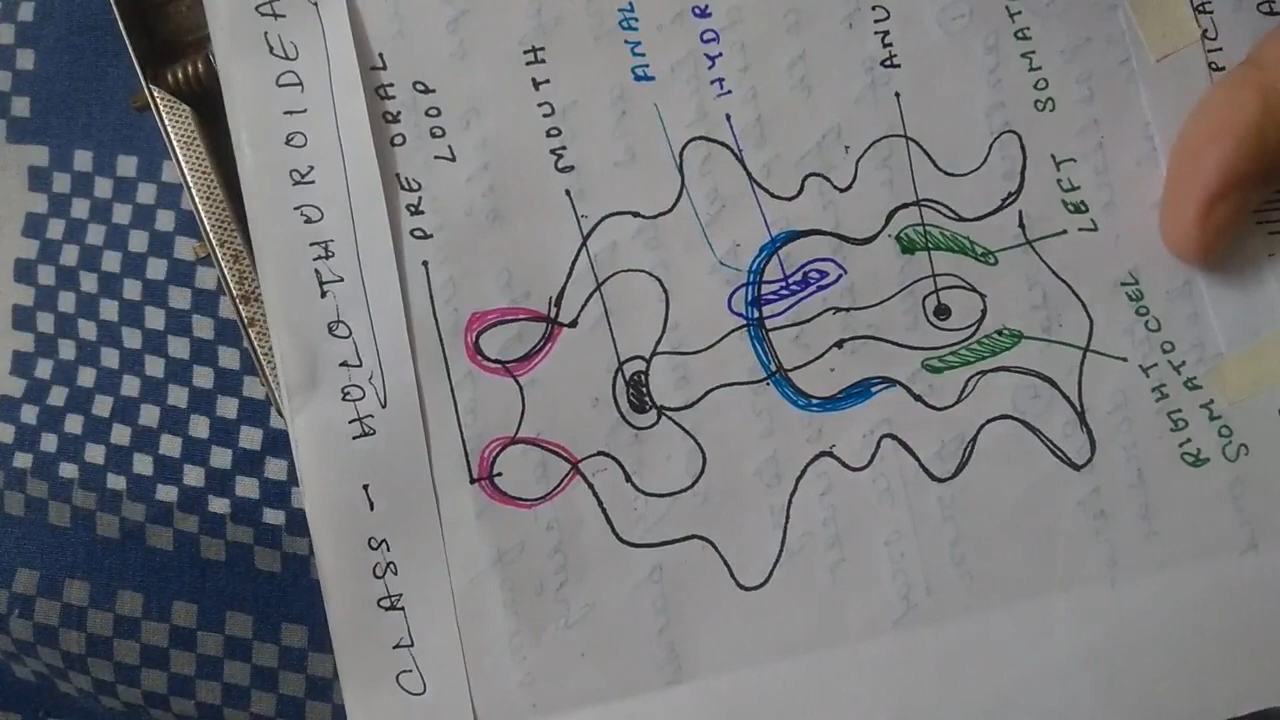 CLASS - HOLOTHUROIDEA
PRE ORAL
LOOP
MOUTH
ANAL
HYDR
ANU
SOMAT
LEFT
RIGHT
SOMATOCOEL